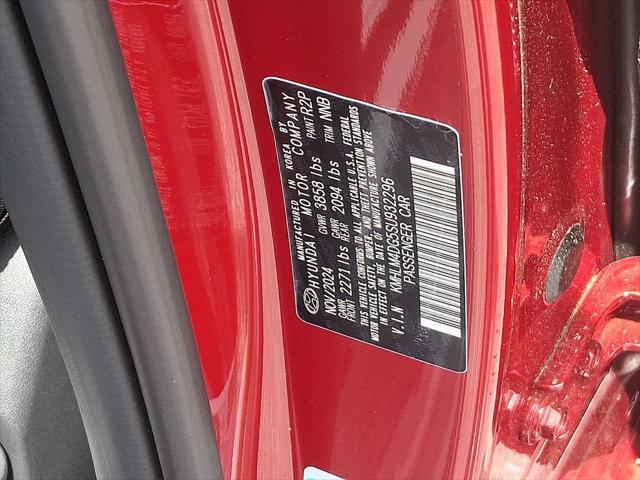 MANUFACTURED IN KOREA BY
HYUNDAI MOTOR COMPANY
NOV/2024 GVWR 3858 lbs PAINT R2P
GAWR FRONT 2271 lbs GAWR REAR 2094 lbs TRIM NNB
THIS VEHICLE CONFORMS TO ALL APPLICABLE U.S.A. FEDERAL
MOTOR VEHICLE SAFETY, BUMPER, AND THEFT PREVENTION STANDARDS
IN EFFECT ON THE DATE OF MANUFACTURE SHOWN ABOVE
V.I.N KMHLM4DG5SU932296
PASSENGER CAR